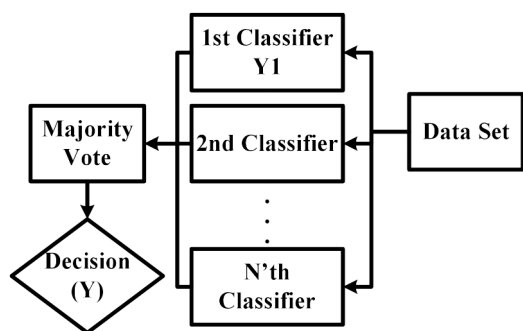 1st Classifier
Y1
Majority
Vote
2nd Classifier
Data Set
Decision
(Y)
N'th
Classifier